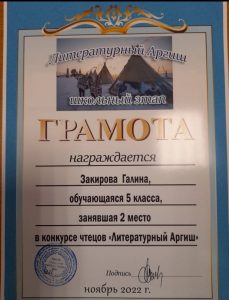 Литературный Аргиш
школьный этап
ГРАМОТА
награждается
Закирова Галина,
обучающаяся 5 класса,
занявшая 2 место
в конкурсе чтецов «Литературный Аргиш»
Подпись
ноябрь 2022 г.